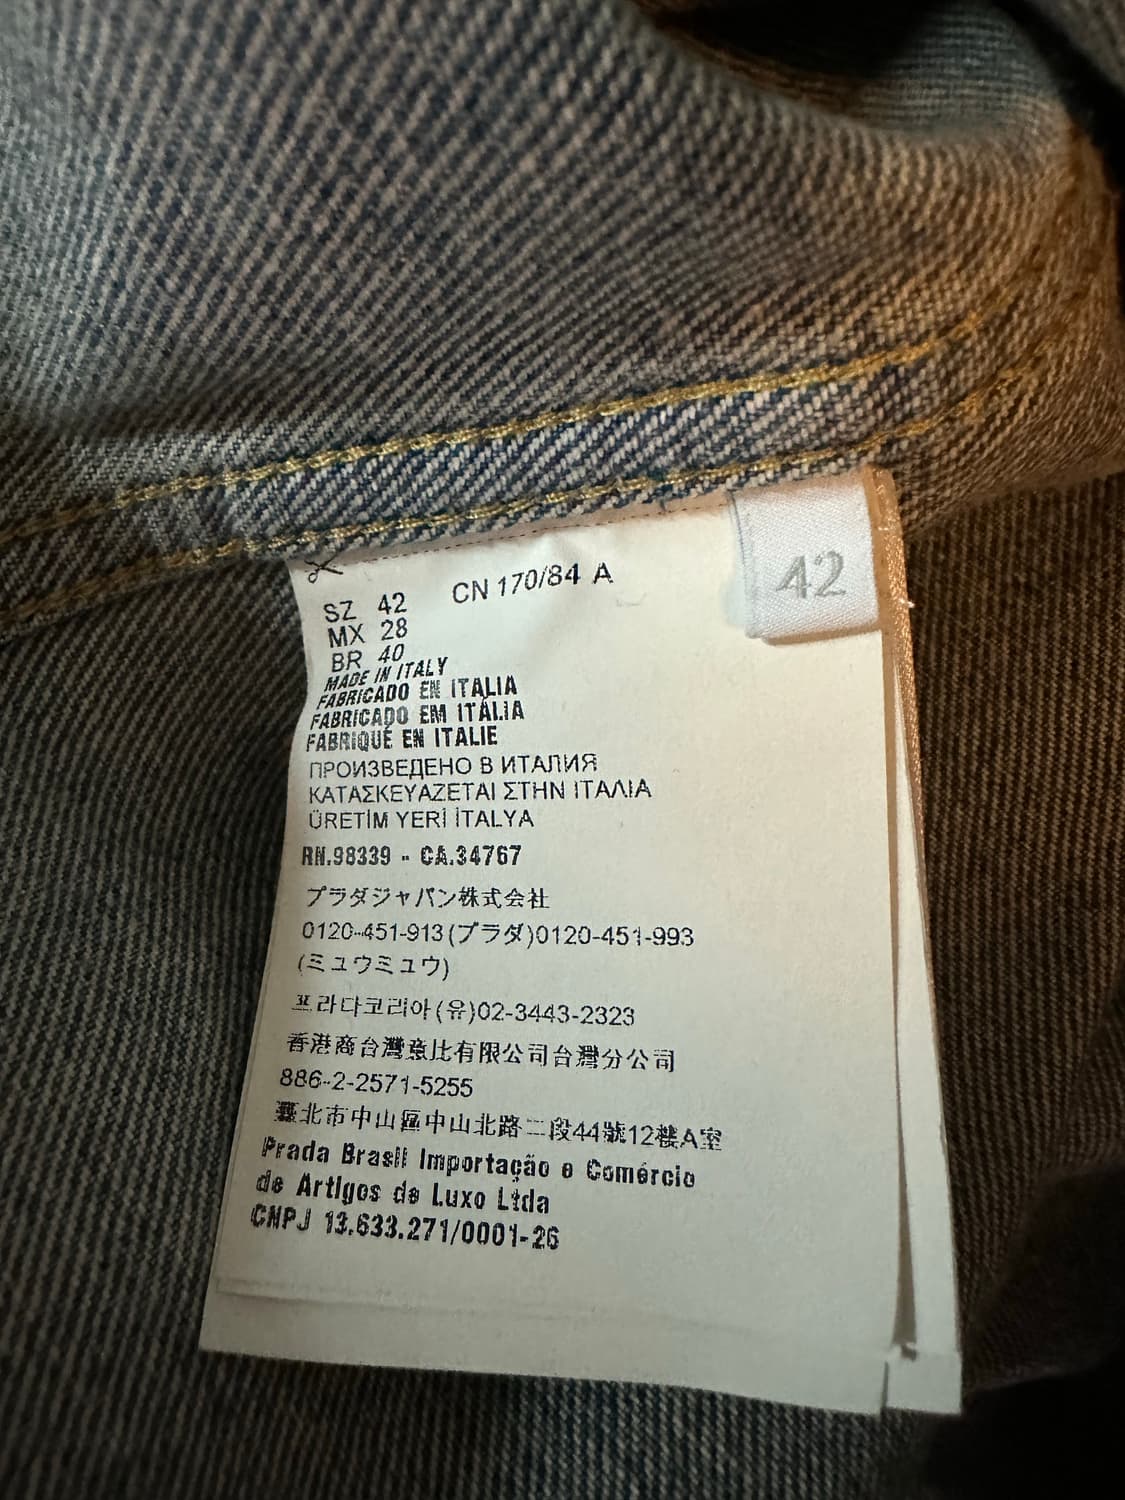 SZ 42 CN 170/84 A
42
MX 28
BR 40
MADE IN ITALY
FABRICADO EN ITALIA
FABRICADO EM ITÁLIA
FABRIQUÉ EN ITALIE
ПРОИЗВЕДЕНО В ИТАЛИЯ
ΚΑΤΑΣΚΕΥΑΖΕΤΑΙ ΣΤΗΝ ΙΤΑΛΙΑ
ÜRETİM YERİ İTALYA
RN.98339 - CA.34767
プラダジャパン株式会社
0120-451-913(プラダ)0120-451-993
(ミュウミュウ)
프라다코리아(유)02-3443-2323
香港商台灣意比有限公司台灣分公司
886-2-2571-5255
臺北市中山區中山北路二段44號12樓A室
Prada Brasil Importação e Comércio
de Artigos de Luxo Ltda
CNPJ 13.633.271/0001-26